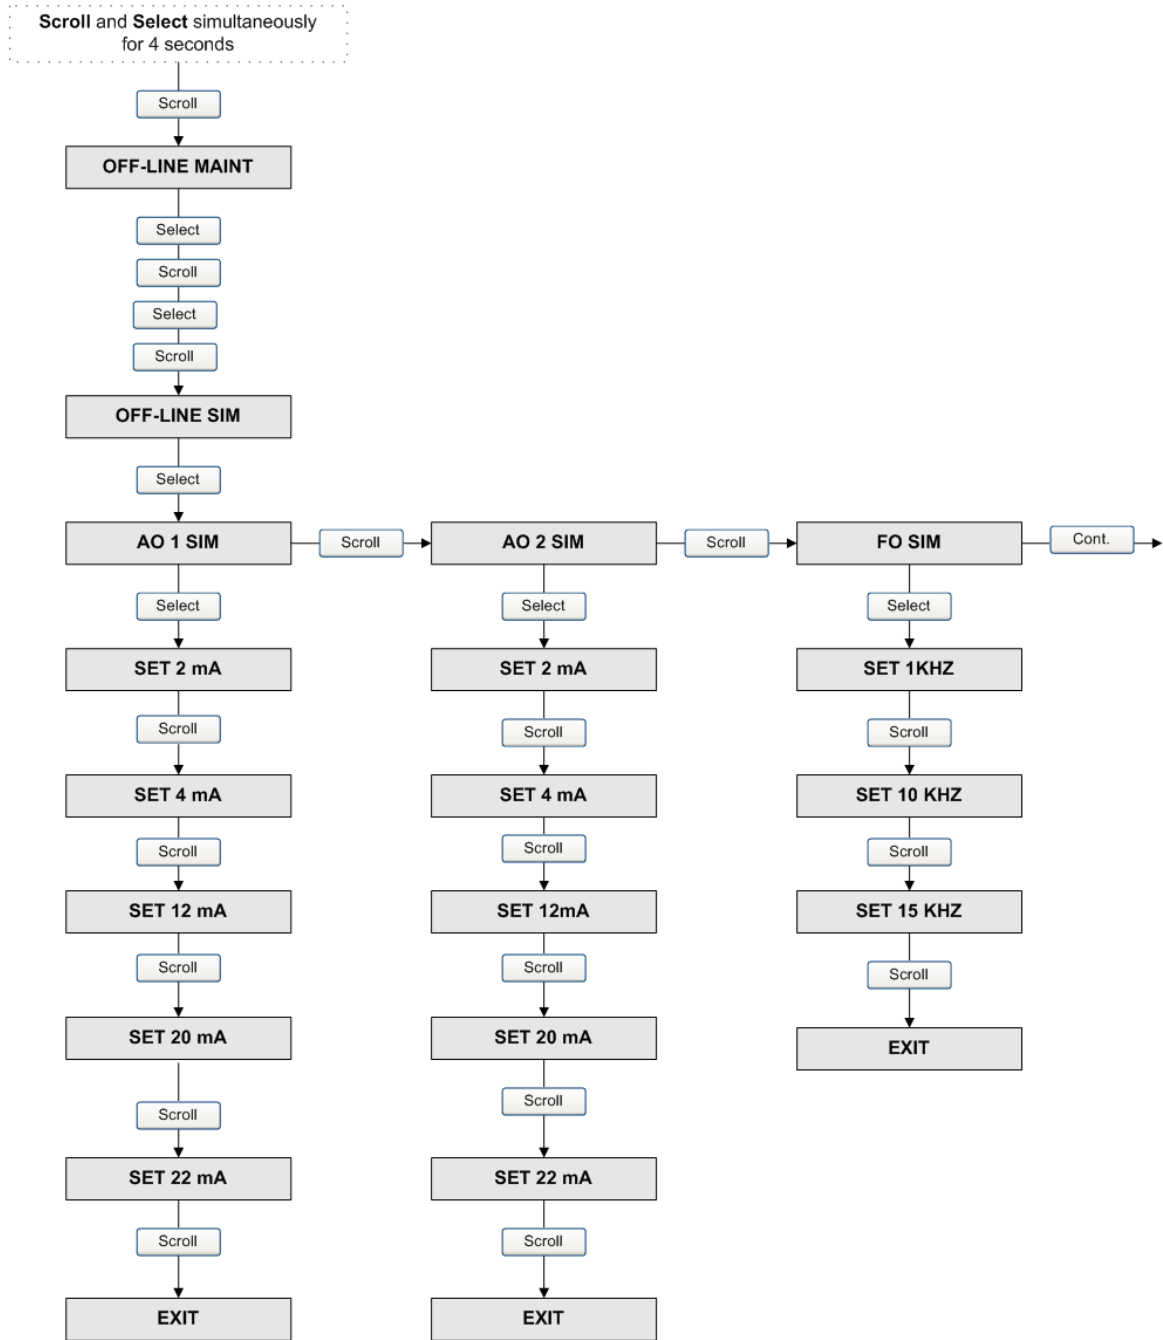 Scroll and Select simultaneously
for 4 seconds
Scroll
OFF-LINE MAINT
Select
Scroll
Select
Scroll
OFF-LINE SIM
Select
AO 1 SIM
Scroll
AO 2 SIM
Scroll
FO SIM
Cont.
Select
Select
Select
SET 2 mA
SET 2 mA
SET 1KHZ
Scroll
Scroll
Scroll
SET 4 mA
SET 4 mA
SET 10 KHZ
Scroll
Scroll
Scroll
SET 12 mA
SET 12mA
SET 15 KHZ
Scroll
Scroll
Scroll
SET 20 mA
SET 20 mA
EXIT
Scroll
Scroll
SET 22 mA
SET 22 mA
Scroll
Scroll
EXIT
EXIT